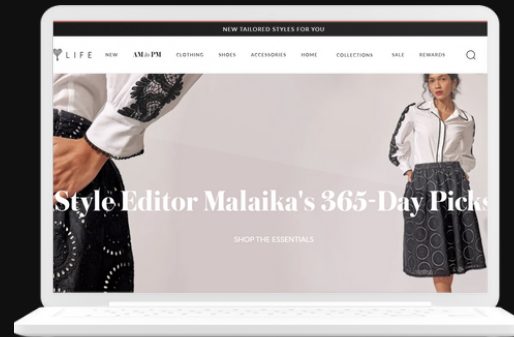 NEW TAILORED STYLES FOR YOU
LIFE NEW AM to PM CLOTHING SHOES ACCESSORIES HOME COLLECTIONS SALE REWARDS
Style Editor Malaika's 365-Day Picks
SHOP THE ESSENTIALS